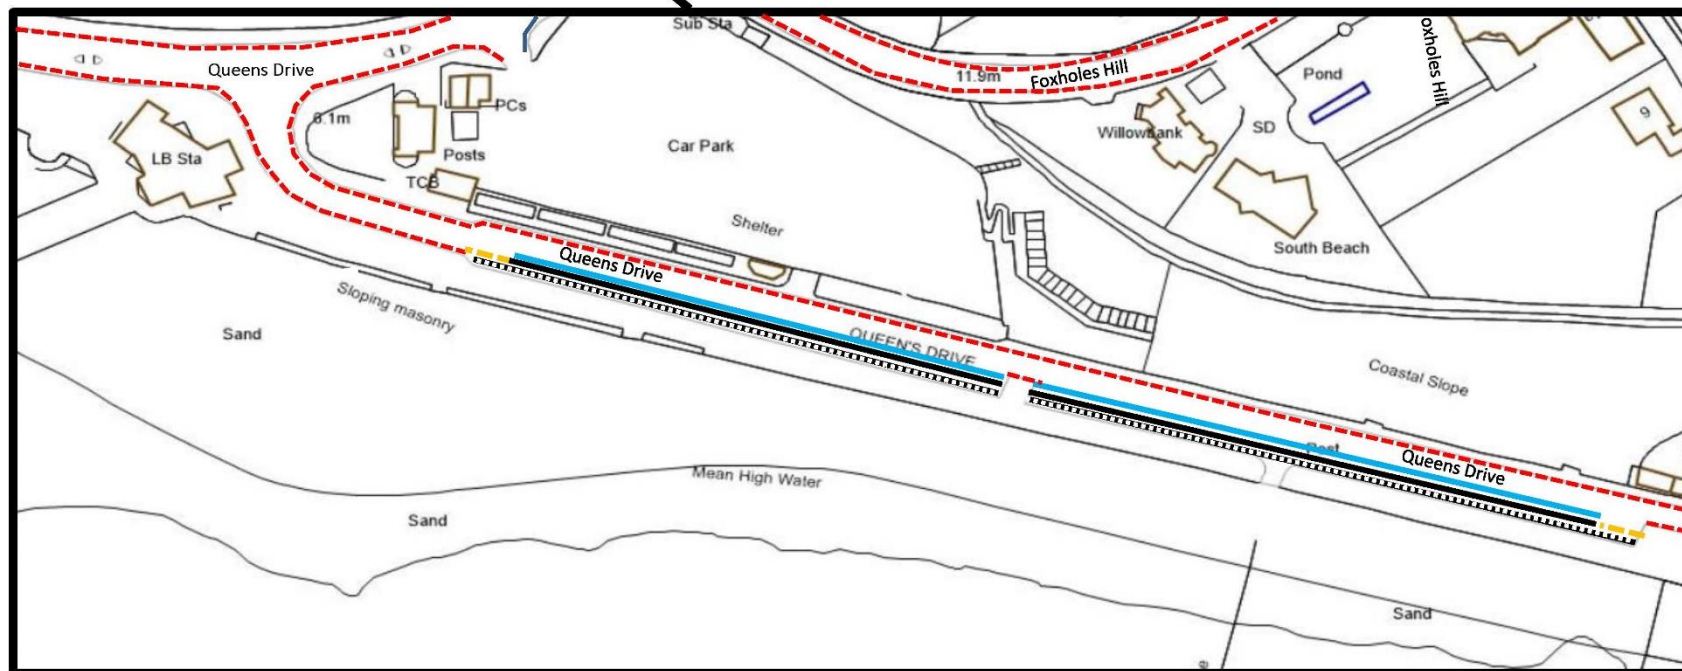 Sub Sta
Foxholes Hill
11.9m
Foxholes Hill
Pond
Queens Drive
PCs
9
6.1m
Willowbank
SD
LB Sta
Posts
Car Park
TCB
Shelter
South Beach
Queens Drive
Sloping masonry
Sand
QUEEN'S DRIVE
Coastal Slope
Post
Queens Drive
Mean High Water
Sand
Sand